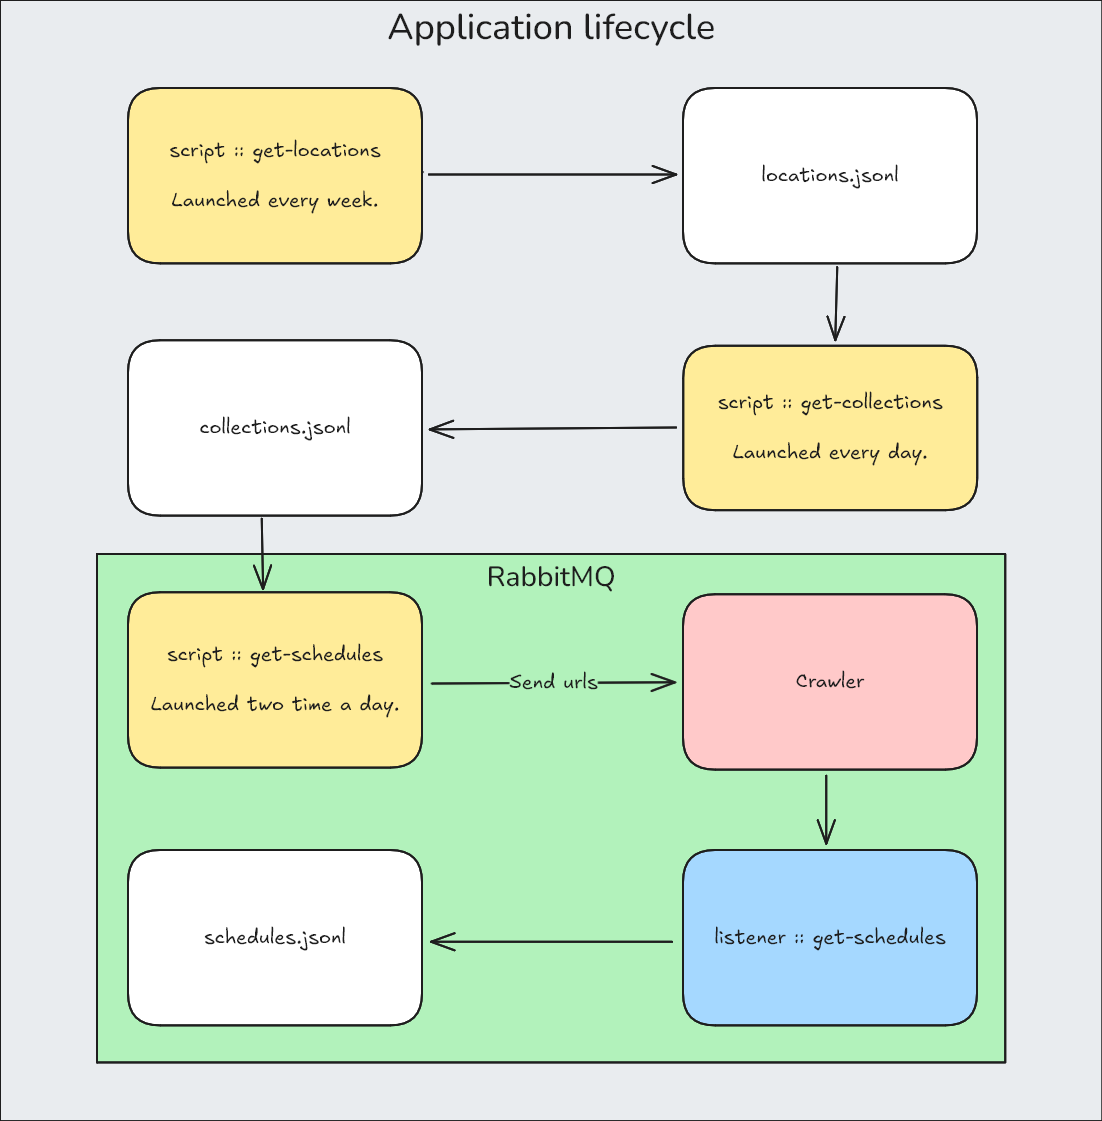 Application lifecycle
script :: get-locations
Launched every week.
locations.jsonl
collections.jsonl
script :: get-collections
Launched every day.
RabbitMQ
script :: get-schedules
Launched two time a day.
Send urls
Crawler
schedules.jsonl
listener :: get-schedules